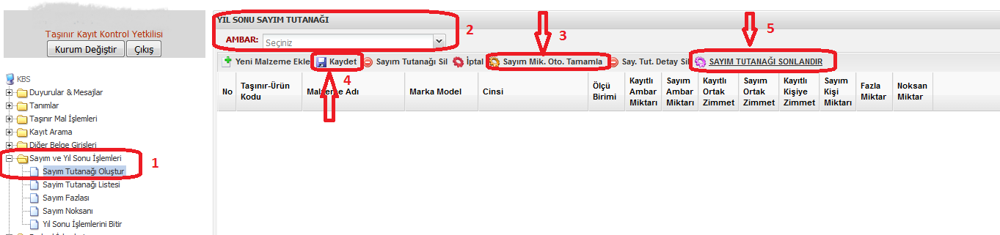 Taşınır Kayıt Kontrol Yetkilisi
Kurum Değiştir Çıkış
KBS
Duyurular & Mesajlar
Tanımlar
Taşınır Mal İşlemleri
Kayıt Arama
Diğer Belge Girişleri
Sayım ve Yıl Sonu İşlemleri
1
Sayım Tutanağı Oluştur
Sayim Tutanağı Listesi
Sayım Fazlası
Sayım Noksanı
Yıl Sonu İşlemlerini Bitir
YIL SONU SAYIM TUTANAĞI
AMBAR: Seçiniz
2
3
5
Yeni Malzeme Ekle Kaydet Sayım Tutanağı Sil İptal Sayım Mik. Oto. Tamamla Say. Tut. Detay Sil SAYIM TUTANAĞI SONLANDIR
4
No
Taşınır-Ürün
Kodu
Malzeme Adı
Marka Model
Cinsi
Ölçü
Birimi
Kayıtlı
Ambar
Miktarı
Sayım
Ambar
Miktarı
Kayıtlı
Ortak
Zimmet
Sayım
Ortak
Zimmet
Kayıtlı
Kişiye
Zimmet
Sayım
Kişi
Miktarı
Fazla
Miktar
Noksan
Miktar